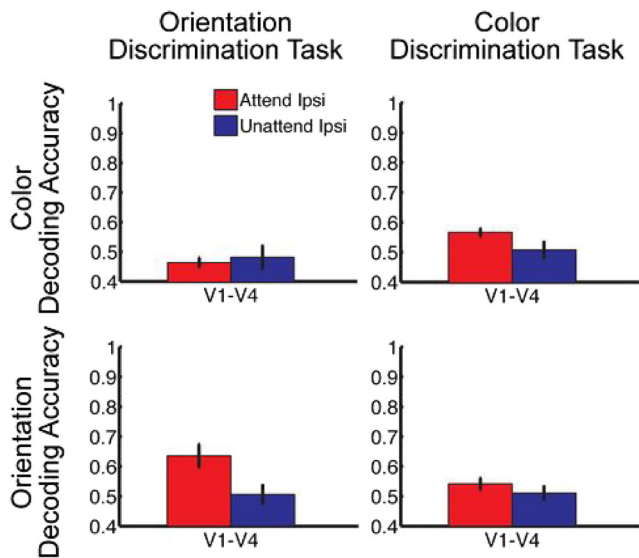 Orientation
Discrimination Task
Color
Discrimination Task
Color
Decoding Accuracy
1
0.9
0.8
0.7
0.6
0.5
0.4
Attend Ipsi
Unattend Ipsi
V1-V4
1
0.9
0.8
0.7
0.6
0.5
0.4
V1-V4
Orientation
Decoding Accuracy
1
0.9
0.8
0.7
0.6
0.5
0.4
V1-V4
1
0.9
0.8
0.7
0.6
0.5
0.4
V1-V4